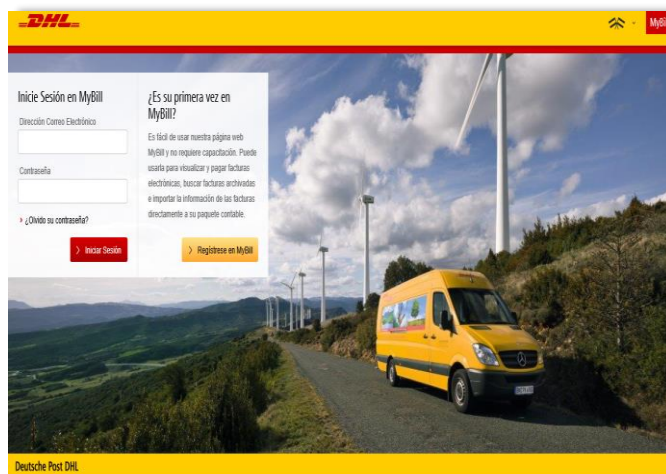 DHL
MyBil
Inicie Sesión en MyBill
Dirección Correo Electrónico
Contraseña
¿Olvido su contraseña?
Iniciar Sesión
¿Es su primera vez en
MyBill?
Es fácil de usar nuestra página web
MyBill y no requiere capacitación. Puede
usarla para visualizar y pagar facturas
electrónicas, buscar facturas archivadas
e importar la información de las facturas
directamente a su paquete contable.
Regístrese en MyBill
Deutsche Post DHL